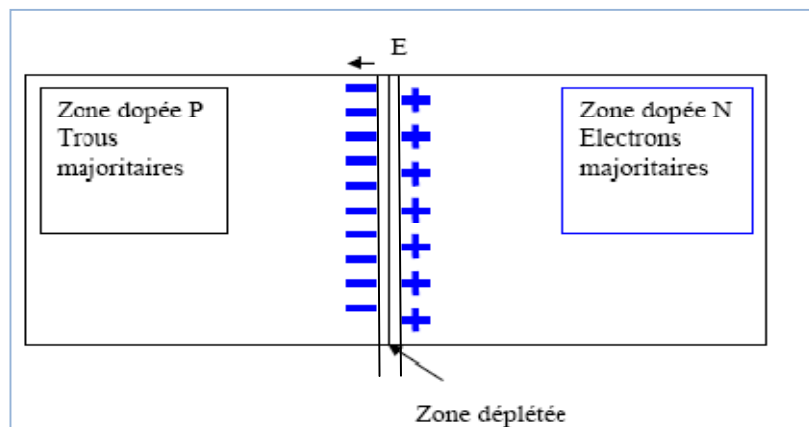 E
Zone dopée P
Trous
majoritaires
Zone dopée N
Electrons
majoritaires
Zone déplétée